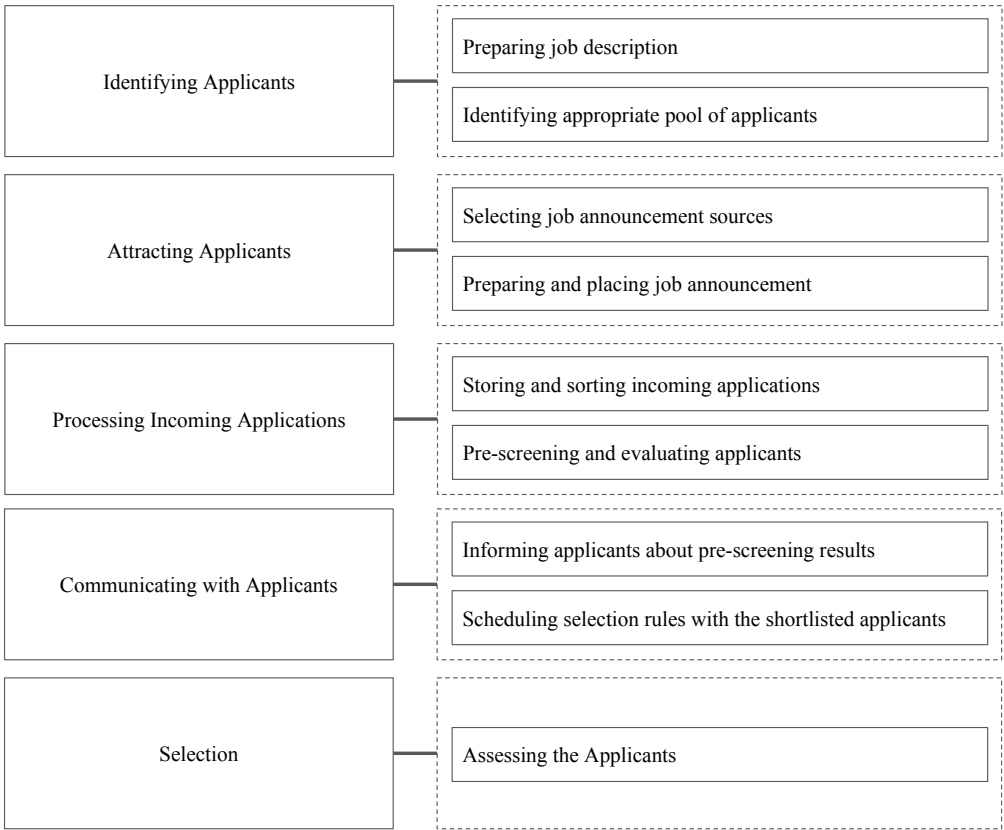 Identifying Applicants
Preparing job description
Identifying appropriate pool of applicants
Attracting Applicants
Selecting job announcement sources
Preparing and placing job announcement
Processing Incoming Applications
Storing and sorting incoming applications
Pre-screening and evaluating applicants
Communicating with Applicants
Informing applicants about pre-screening results
Scheduling selection rules with the shortlisted applicants
Selection
Assessing the Applicants